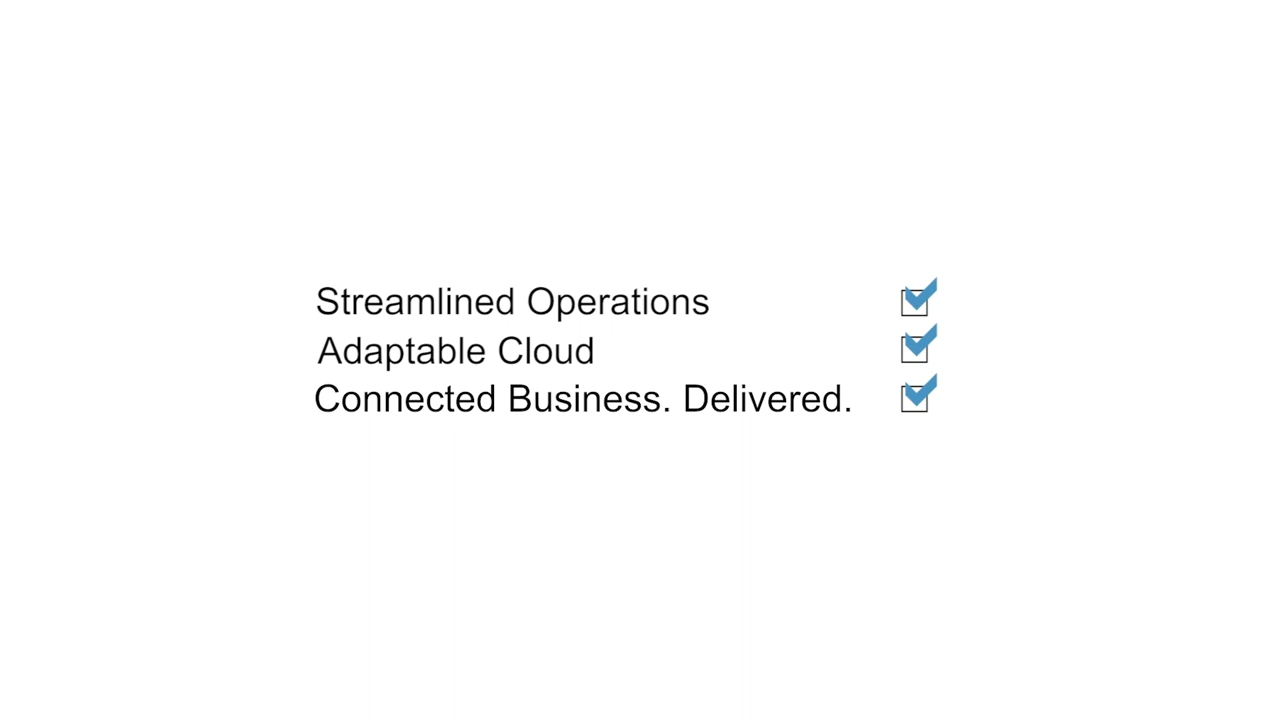 Streamlined Operations
Adaptable Cloud
Connected Business. Delivered.